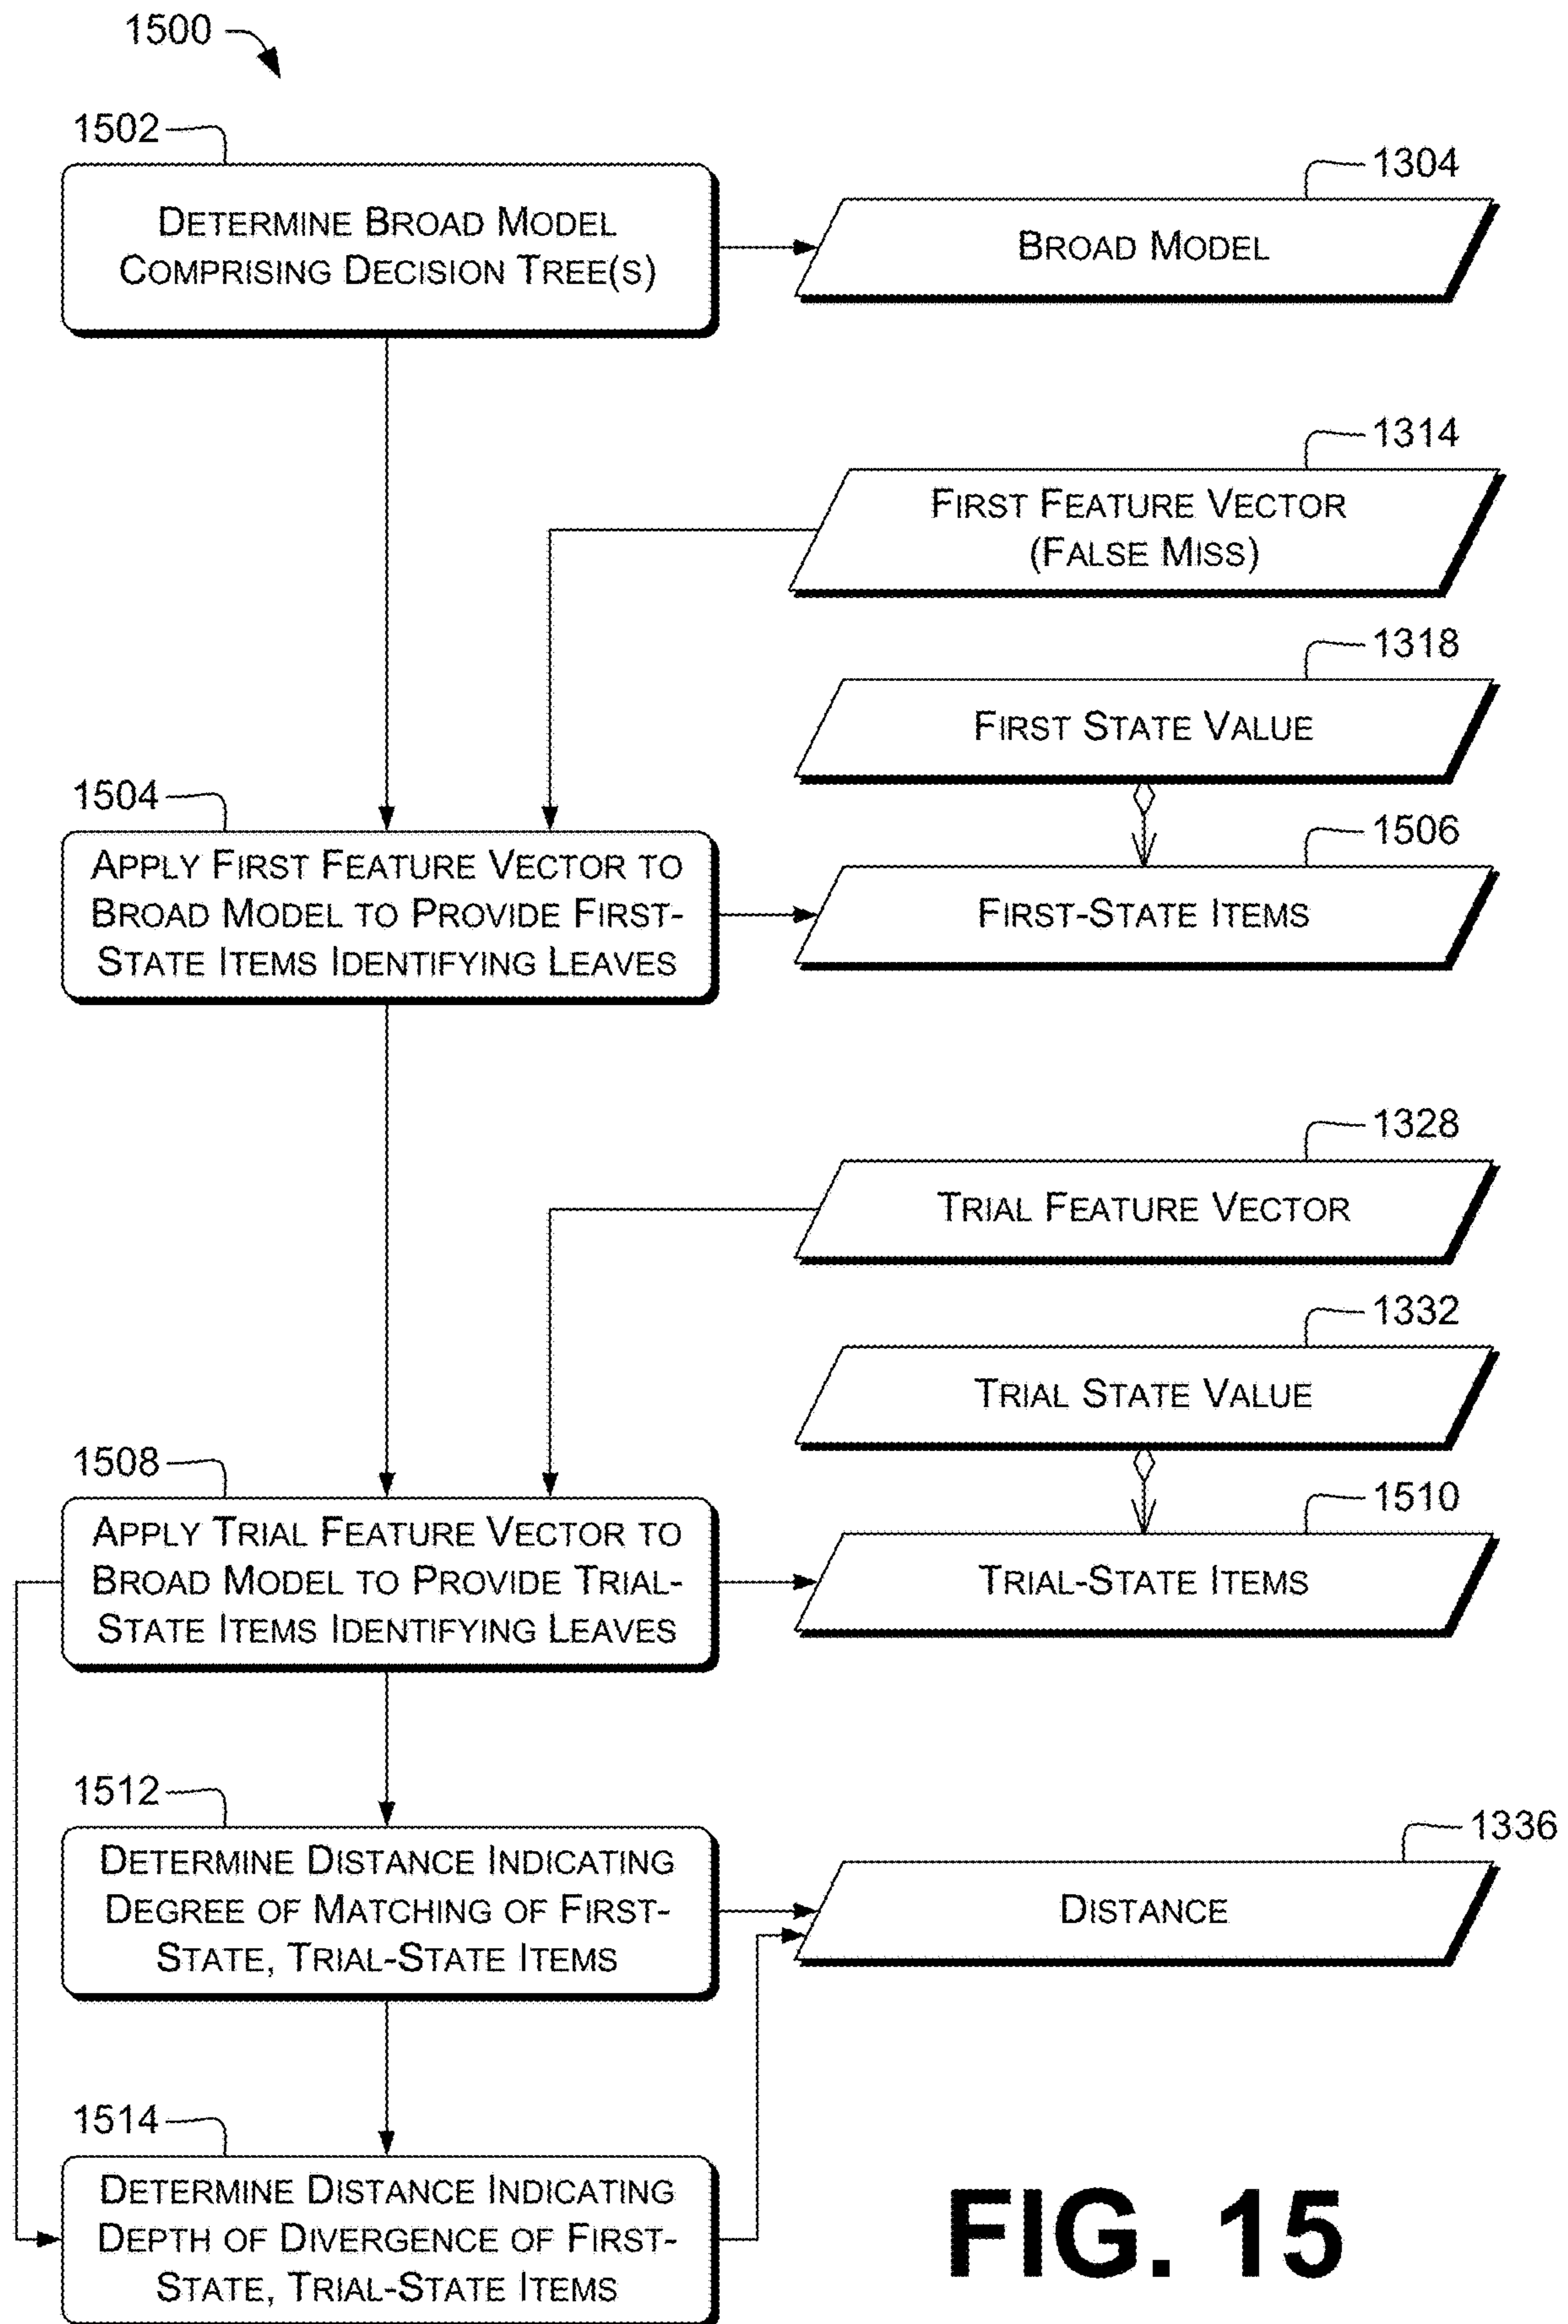 1500
1502
DETERMINE BROAD MODEL
COMPRISING DECISION TREE(S)
1304
BROAD MODEL
1314
FIRST FEATURE VECTOR
(FALSE MISS)
1318
FIRST STATE VALUE
1504
APPLY FIRST FEATURE VECTOR TO
BROAD MODEL TO PROVIDE FIRST-
STATE ITEMS IDENTIFYING LEAVES
1506
FIRST-STATE ITEMS
1328
TRIAL FEATURE VECTOR
1332
TRIAL STATE VALUE
1508
APPLY TRIAL FEATURE VECTOR TO
BROAD MODEL TO PROVIDE TRIAL-
STATE ITEMS IDENTIFYING LEAVES
1510
TRIAL-STATE ITEMS
1512
DETERMINE DISTANCE INDICATING
DEGREE OF MATCHING OF FIRST-
STATE, TRIAL-STATE ITEMS
1336
DISTANCE
1514
DETERMINE DISTANCE INDICATING
DEPTH OF DIVERGENCE OF FIRST-
STATE, TRIAL-STATE ITEMS
FIG. 15